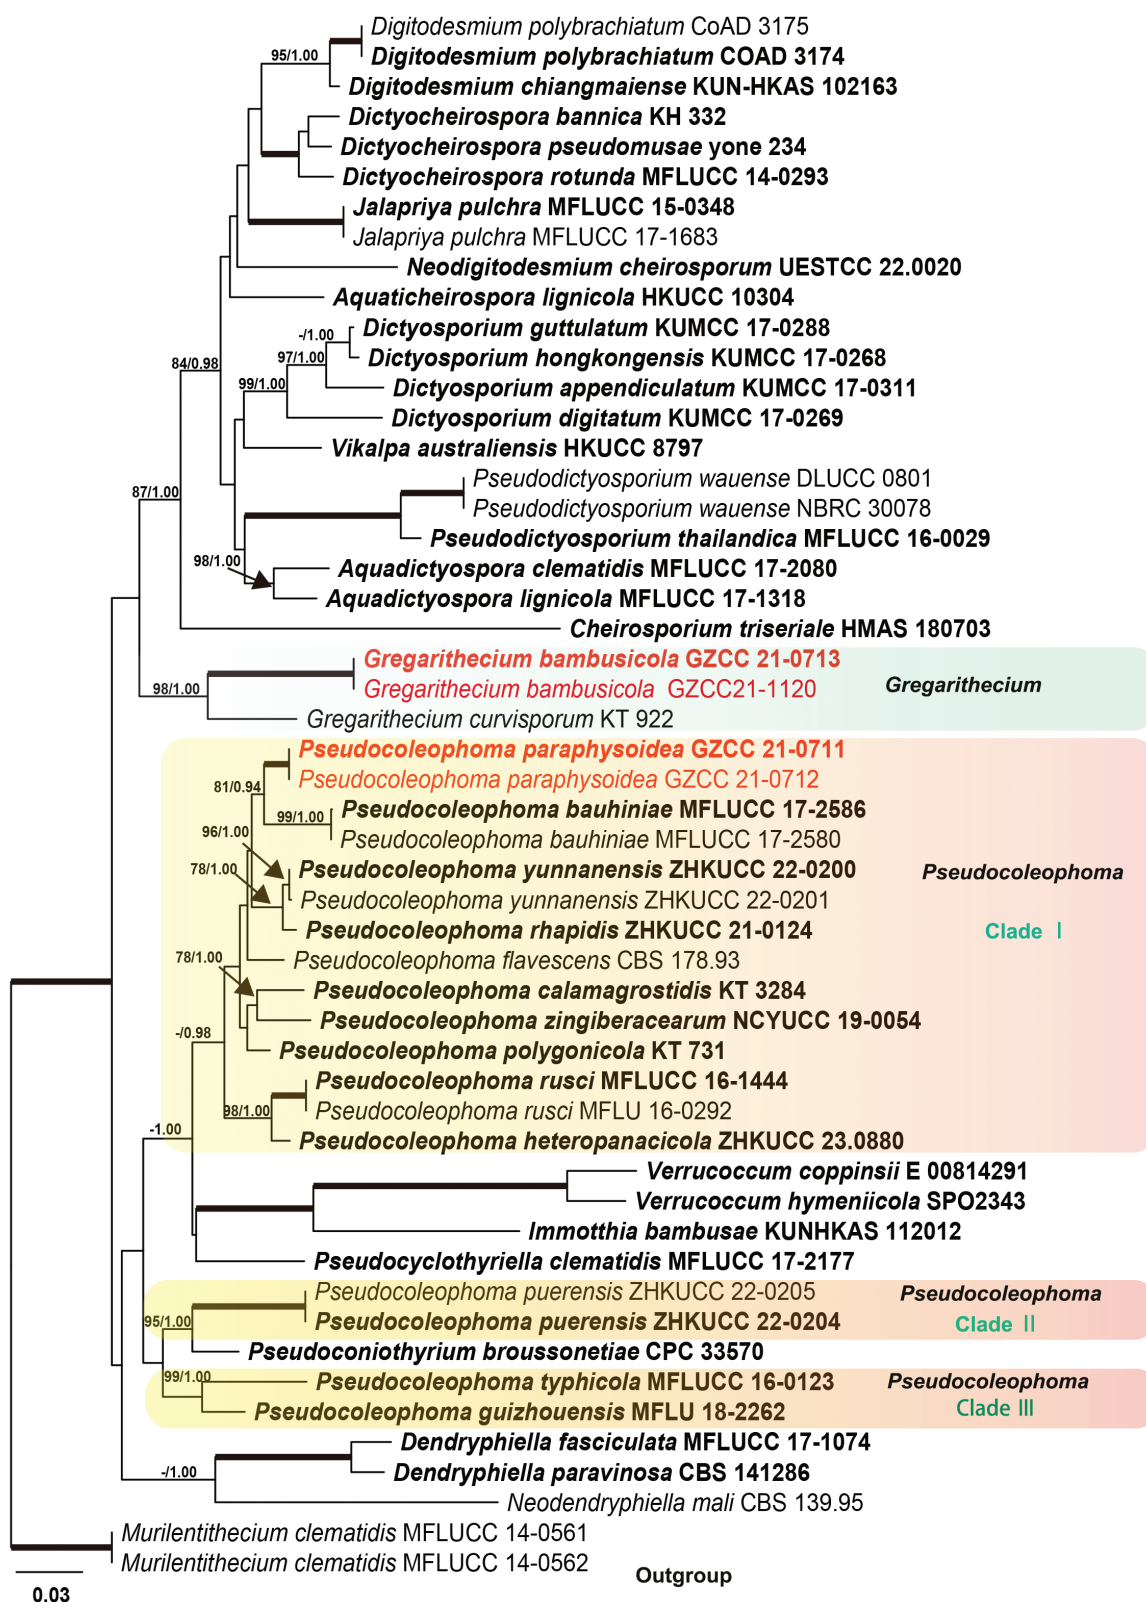 Digitodesmium polybrachiatum CoAD 3175
95/1.00
Digitodesmium polybrachiatum COAD 3174
Digitodesmium chiangmaiense KUN-HKAS 102163
Dictyocheirospora bannica KH 332
Dictyocheirospora pseudomusae yone 234
Dictyocheirospora rotunda MFLUCC 14-0293
Jalapriya pulchra MFLUCC 15-0348
Jalapriya pulchra MFLUCC 17-1683
Neodigitodesmium cheirosporum UESTCC 22.0020
Aquaticheirospora lignicola HKUCC 10304
Dictyosporium guttulatum KUMCC 17-0288
-/1.00
Dictyosporium hongkongensis KUMCC 17-0268
97/1.00
84/0.98
Dictyosporium appendiculatum KUMCC 17-0311
99/1.00
Dictyosporium digitatum KUMCC 17-0269
Vikalpa australiensis HKUCC 8797
Pseudodictyosporium wauense DLUCC 0801
87/1.00
Pseudodictyosporium wauense NBRC 30078
Pseudodictyosporium thailandica MFLUCC 16-0029
98/1.00
Aquadictyospora clematidis MFLUCC 17-2080
Aquadictyospora lignicola MFLUCC 17-1318
Cheirosporium triseriale HMAS 180703
Gregarithecium bambusicola GZCC 21-0713
Gregarithecium bambusicola GZCC21-1120
Gregarithecium
98/1.00
Gregarithecium curvisporum KT 922
Pseudocoleophoma paraphysoidea GZCC 21-0711
Pseudocoleophoma paraphysoidea GZCC 21-0712
81/0.94
Pseudocoleophoma bauhiniae MFLUCC 17-2586
99/1.00
96/1.00
Pseudocoleophoma bauhiniae MFLUCC 17-2580
78/1.00
Pseudocoleophoma yunnanensis ZHKUCC 22-0200
Pseudocoleophoma
Pseudocoleophoma yunnanensis ZHKUCC 22-0201
Pseudocoleophoma rhapidis ZHKUCC 21-0124
Clade Ⅰ
78/1.00
Pseudocoleophoma flavescens CBS 178.93
Pseudocoleophoma calamagrostidis KT 3284
Pseudocoleophoma zingiberacearum NCYUCC 19-0054
-/0.98
Pseudocoleophoma polygonicola KT 731
Pseudocoleophoma rusci MFLUCC 16-1444
98/1.00
Pseudocoleophoma rusci MFLU 16-0292
-1.00
Pseudocoleophoma heteropanacicola ZHKUCC 23.0880
Verrucoccum coppinsii E 00814291
Verrucoccum hymeniicola SPO2343
Immotthia bambusae KUNHKAS 112012
Pseudocyclothyriella clematidis MFLUCC 17-2177
Pseudocoleophoma puerensis ZHKUCC 22-0205
Pseudocoleophoma
95/1.00
Pseudocoleophoma puerensis ZHKUCC 22-0204
Clade Ⅱ
Pseudoconiothyrium broussonetiae CPC 33570
99/1.00
Pseudocoleophoma typhicola MFLUCC 16-0123
Pseudocoleophoma
Pseudocoleophoma guizhouensis MFLU 18-2262
Clade Ⅲ
Dendryphiella fasciculata MFLUCC 17-1074
-/1.00
Dendryphiella paravinosa CBS 141286
Neodendryphiella mali CBS 139.95
Murilentithecium clematidis MFLUCC 14-0561
Murilentithecium clematidis MFLUCC 14-0562
Outgroup
0.03